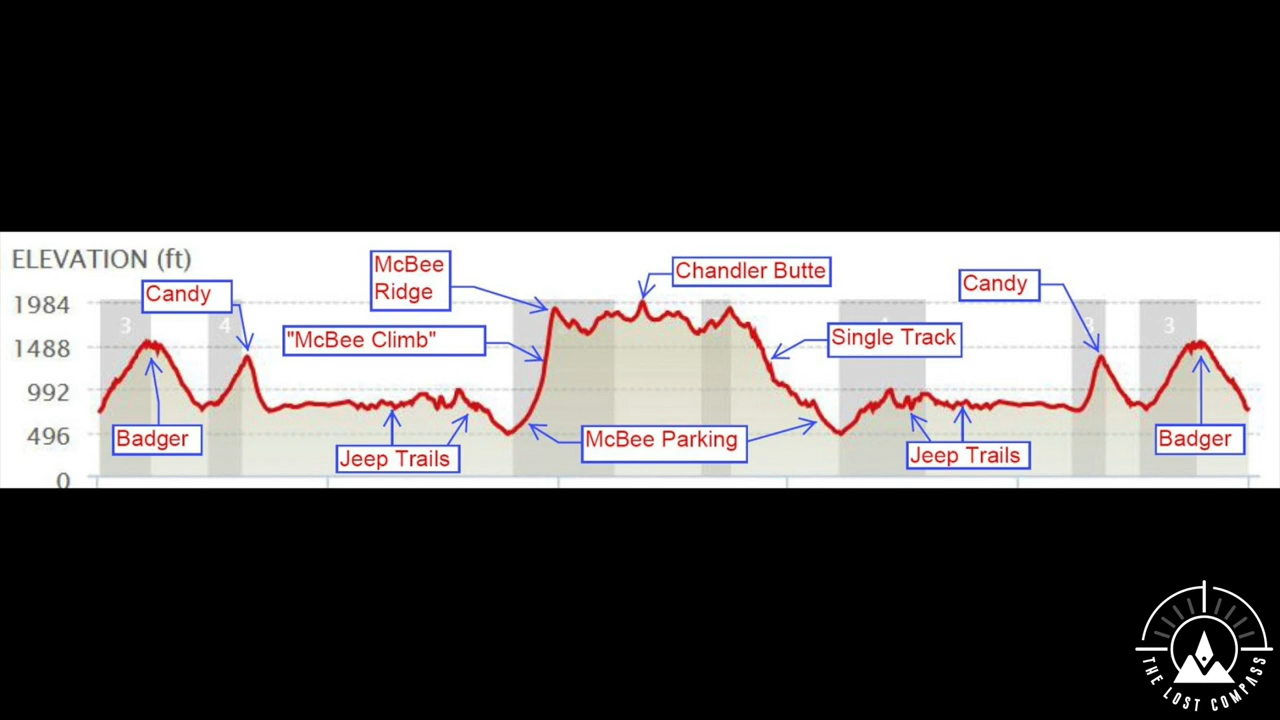 ELEVATION (ft)
1984
1488
992
496
0
3
4
3
3
Candy
Badger
"McBee Climb"
McBee
Ridge
Jeep Trails
Chandler Butte
McBee Parking
Single Track
Jeep Trails
Candy
Badger
THE LOST COMPASS